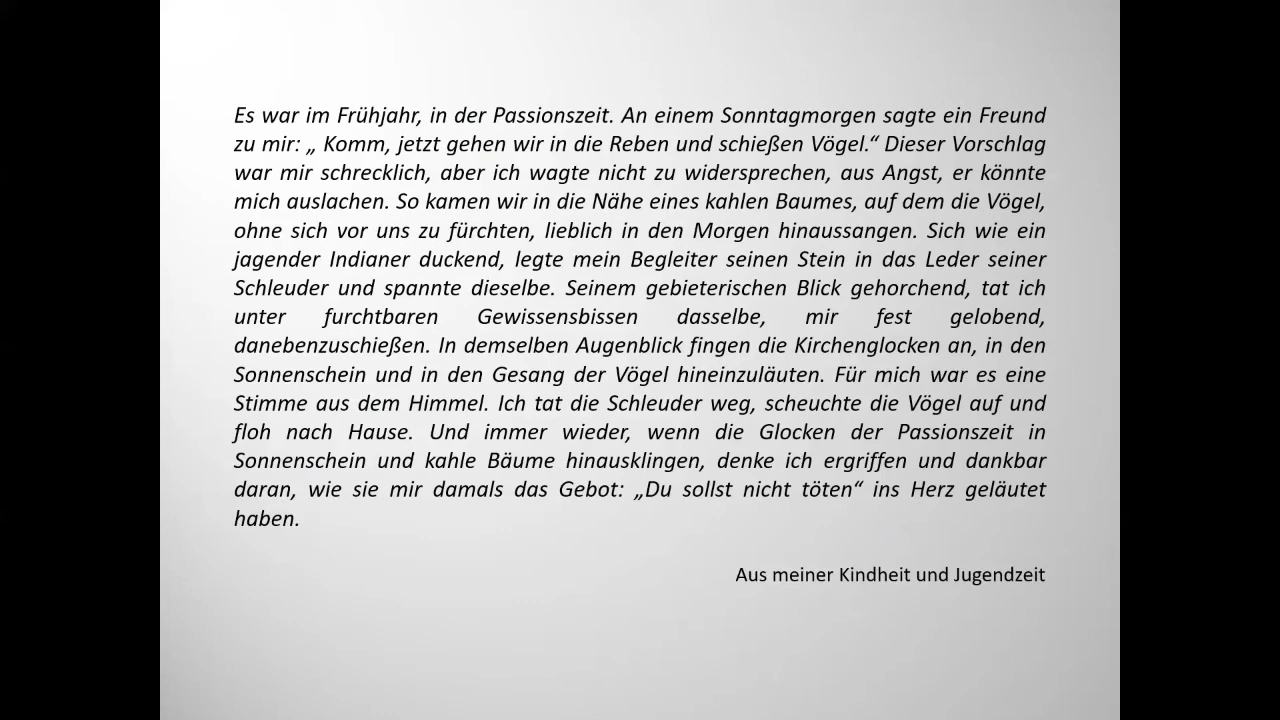 Es war im Frühjahr, in der Passionszeit. An einem Sonntagmorgen sagte ein Freund
zu mir: „ Komm, jetzt gehen wir in die Reben und schießen Vögel.“ Dieser Vorschlag
war mir schrecklich, aber ich wagte nicht zu widersprechen, aus Angst, er könnte
mich auslachen. So kamen wir in die Nähe eines kahlen Baumes, auf dem die Vögel,
ohne sich vor uns zu fürchten, lieblich in den Morgen hinaussangen. Sich wie ein
jagender Indianer duckend, legte mein Begleiter seinen Stein in das Leder seiner
Schleuder und spannte dieselbe. Seinem gebieterischen Blick gehorchend, tat ich
unter furchtbaren Gewissensbissen dasselbe, mir fest gelobend,
danebenzuschießen. In demselben Augenblick fingen die Kirchenglocken an, in den
Sonnenschein und in den Gesang der Vögel hineinzuläuten. Für mich war es eine
Stimme aus dem Himmel. Ich tat die Schleuder weg, scheuchte die Vögel auf und
floh nach Hause. Und immer wieder, wenn die Glocken der Passionszeit in
Sonnenschein und kahle Bäume hinausklingen, denke ich ergriffen und dankbar
daran, wie sie mir damals das Gebot: „Du sollst nicht töten“ ins Herz geläutet
haben.
Aus meiner Kindheit und Jugendzeit